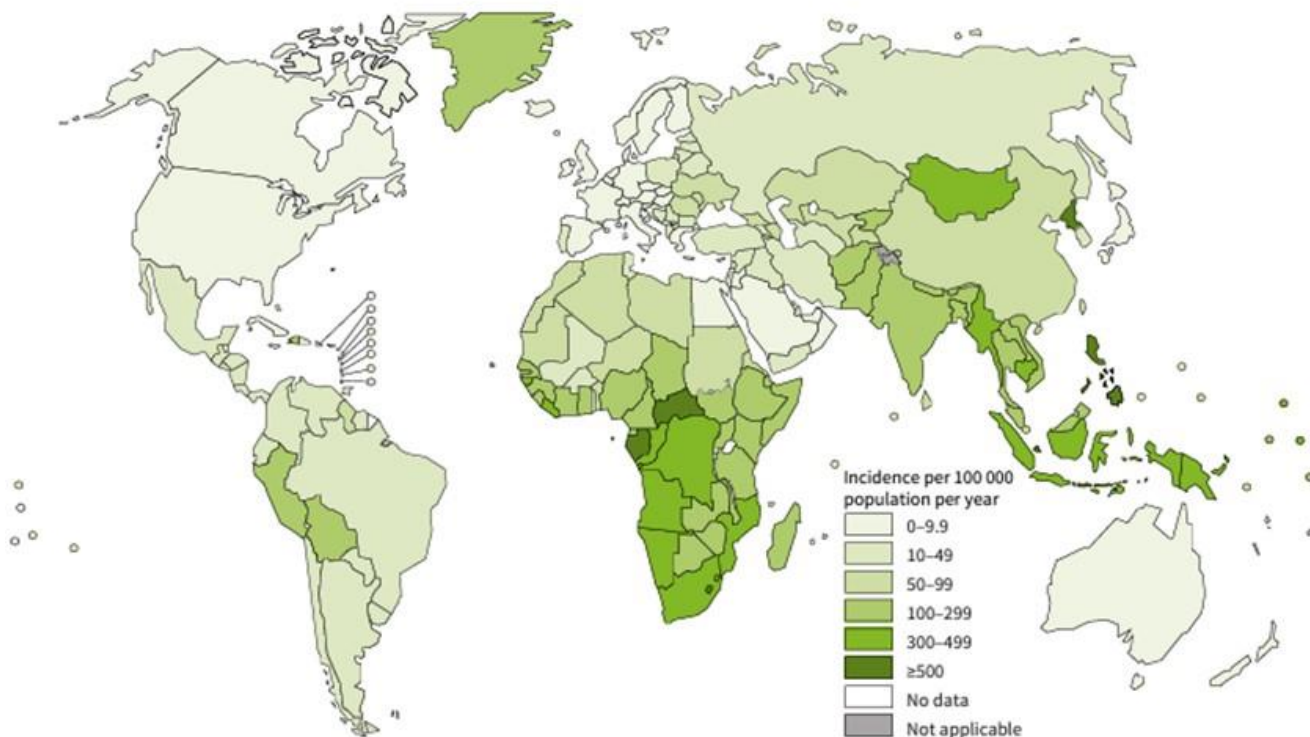 Incidence per 100 000
population per year
0–9.9
10–49
50–99
100–299
300–499
≥500
No data
Not applicable